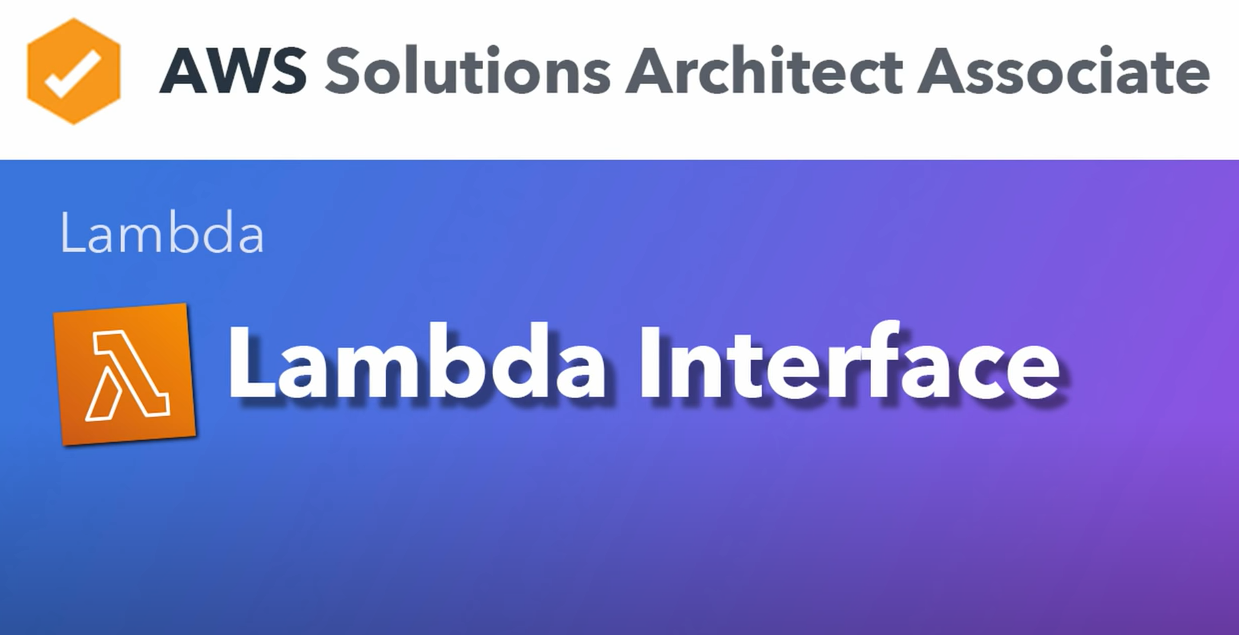 AWS Solutions Architect Associate
Lambda
Lambda Interface